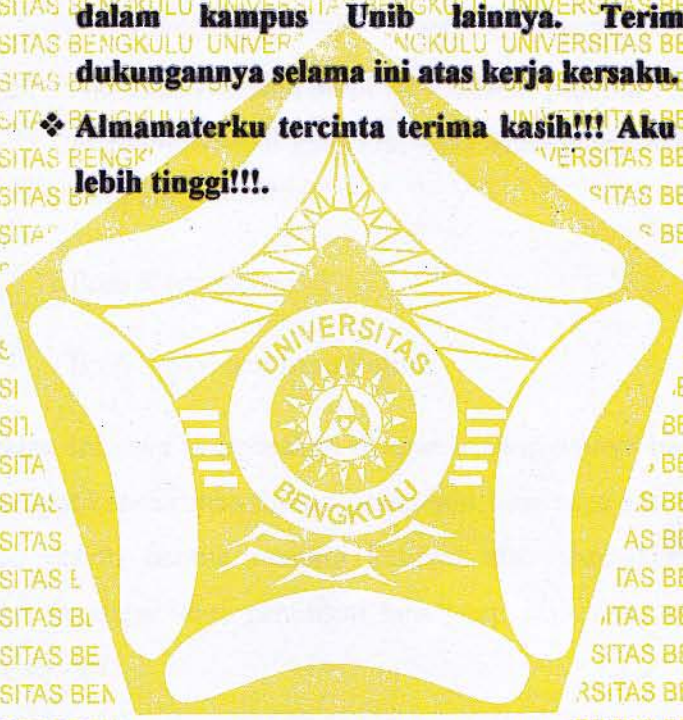 dalam kampus Unib lainnya. Terim
dukungannya selama ini atas kerja kersaku.
❖ Almamaterku tercinta terima kasih!!! Aku
lebih tinggi!!!.
UNIVERSITAS
BENGKULU